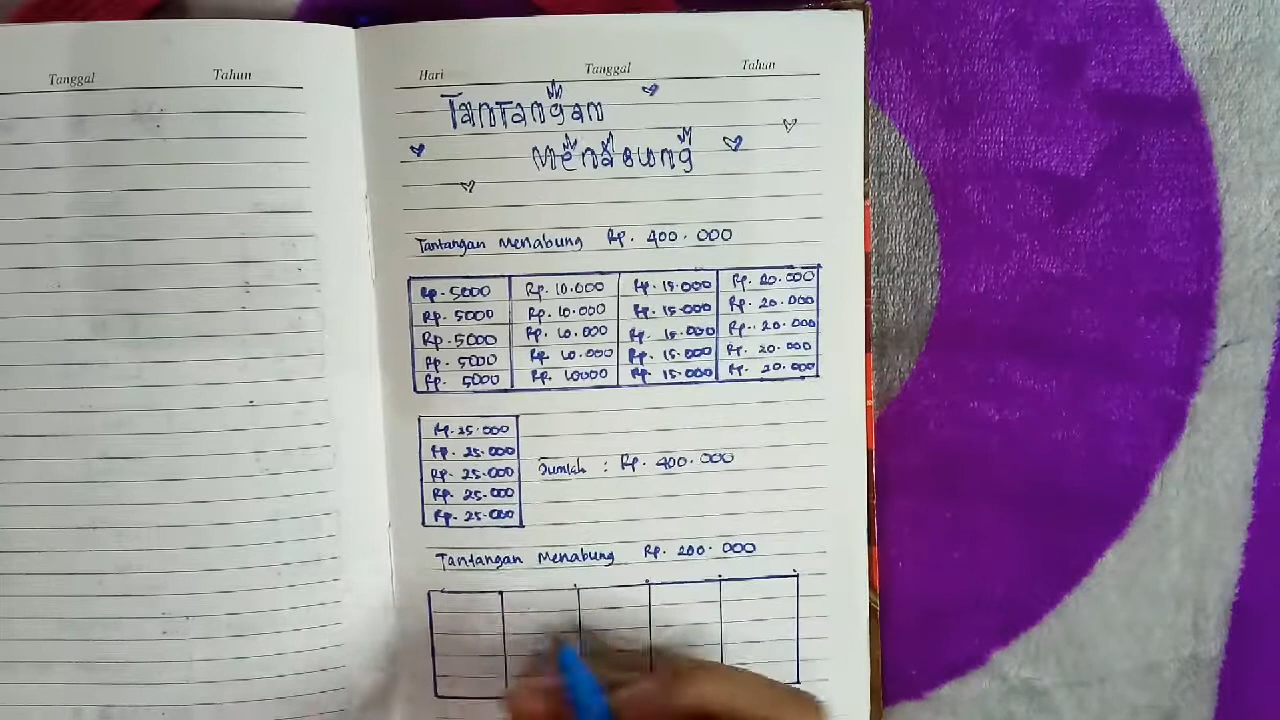 Tanggal Tahun
Hari Tanggal Tahun
Tantangan
Menabung
Tantangan Menabung Rp. 400.000
Rp. 5000 Rp. 10.000 Rp. 15.000 Rp. 20.000
Rp. 5000 Rp. 10.000 Rp. 15.000 Rp. 20.000
Rp. 5000 Rp. 10.000 Rp. 15.000 Rp. 20.000
Rp. 5000 Rp. 10.000 Rp. 15.000 Rp. 20.000
Rp. 5000 Rp. 10000 Rp. 15.000 Rp. 20.000
Rp. 25.000
Rp. 25.000
Rp. 25.000
Rp. 25.000
Rp. 25.000
Jumlah : Rp. 400.000
Tantangan Menabung Rp. 200.000